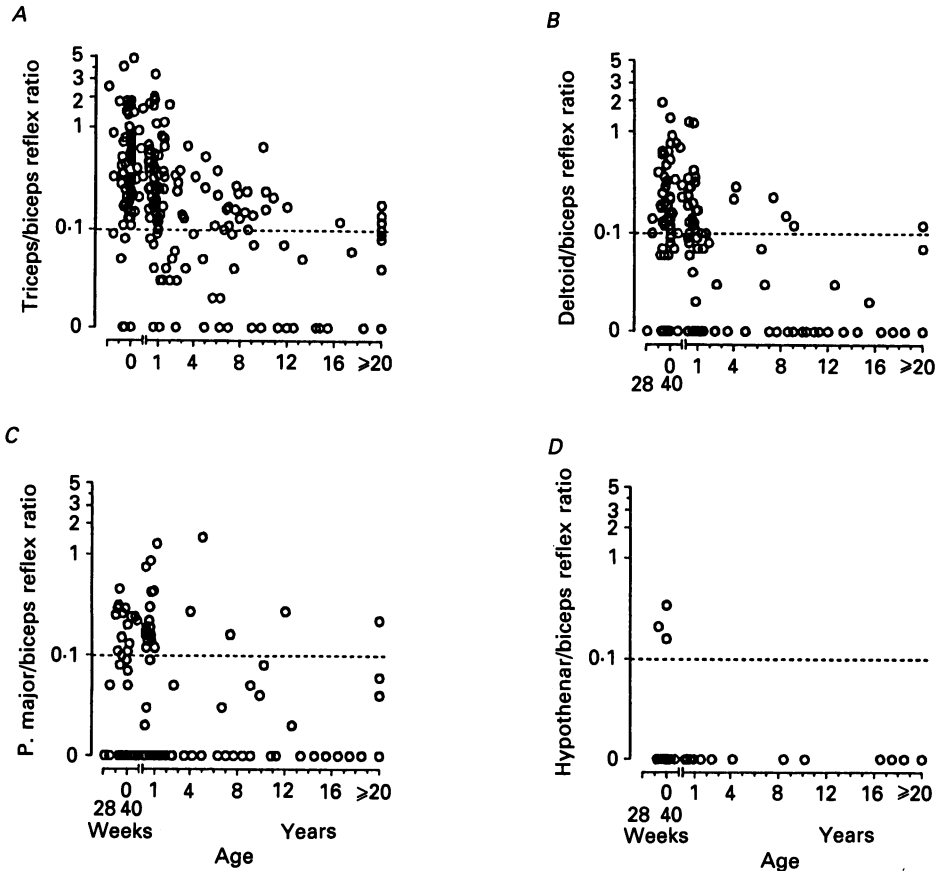 A
Triceps/biceps reflex ratio
5
3
2
1
0·1
0
0 1 4 8 12 16 ⩾20
B
Deltoid/biceps reflex ratio
5
3
2
1
0·1
0
0 1 4 8 12 16 ⩾20
28 40
C
P. major/biceps reflex ratio
5
3
2
1
0·1
0
0 1 4 8 12 16 ⩾20
28 40
Weeks Years
Age
D
Hypothenar/biceps reflex ratio
5
3
2
1
0·1
0
0 1 4 8 12 16 ⩾20
28 40
Weeks Years
Age